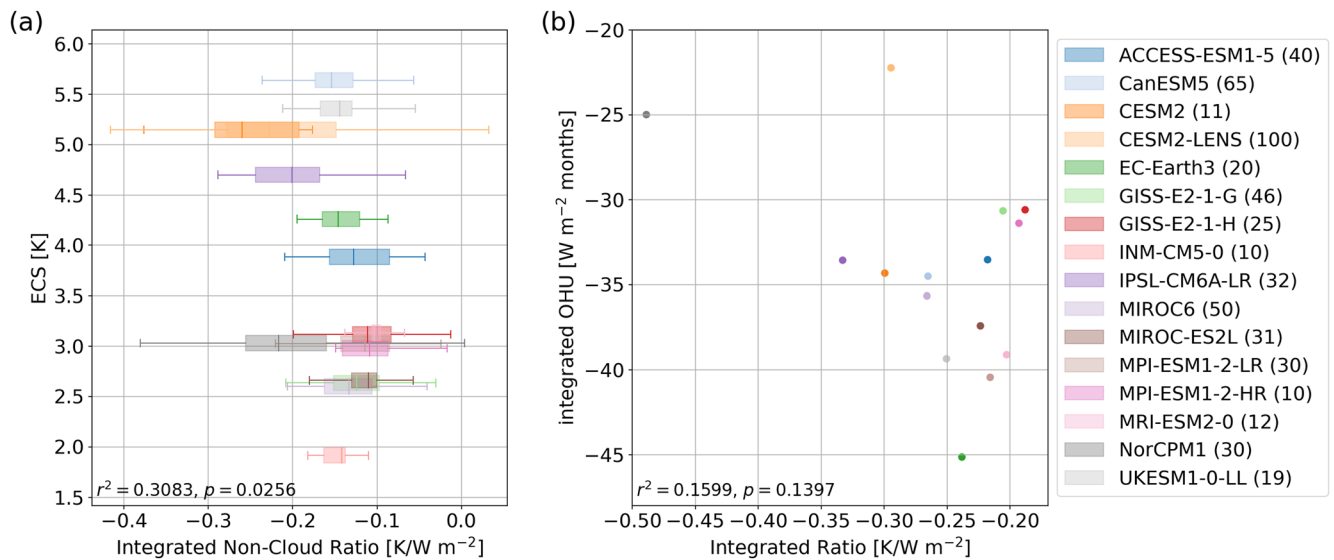 (a)
6.0
5.5
5.0
4.5
4.0
3.5
3.0
2.5
2.0
1.5
ECS [K]
r² = 0.3083, p = 0.0256
−0.4 −0.3 −0.2 −0.1 0.0
Integrated Non-Cloud Ratio [K/W m⁻²]
(b)
−20
−25
−30
−35
−40
−45
integrated OHU [W m⁻² months]
r² = 0.1599, p = 0.1397
−0.50 −0.45 −0.40 −0.35 −0.30 −0.25 −0.20
Integrated Ratio [K/W m⁻²]
ACCESS-ESM1-5 (40)
CanESM5 (65)
CESM2 (11)
CESM2-LENS (100)
EC-Earth3 (20)
GISS-E2-1-G (46)
GISS-E2-1-H (25)
INM-CM5-0 (10)
IPSL-CM6A-LR (32)
MIROC6 (50)
MIROC-ES2L (31)
MPI-ESM1-2-LR (30)
MPI-ESM1-2-HR (10)
MRI-ESM2-0 (12)
NorCPM1 (30)
UKESM1-0-LL (19)